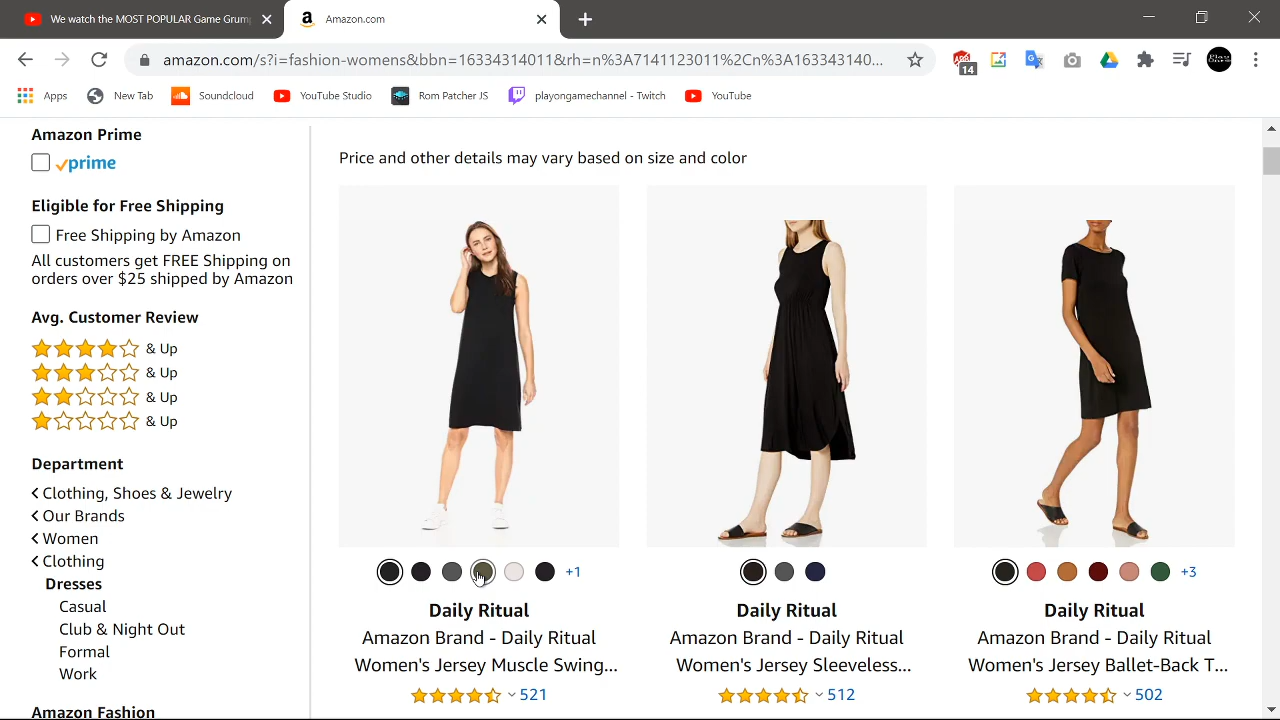 We watch the MOST POPULAR Game Grum
Amazon.com
amazon.com/s?i=fashion-womens&bbn=16334314011&rh=n%3A7141123011%2Cn%3A163343140...
14
Apps
New Tab
Soundcloud
YouTube Studio
Rom Patcher JS
playongamechannel - Twitch
YouTube
Amazon Prime
prime
Eligible for Free Shipping
Free Shipping by Amazon
All customers get FREE Shipping on
orders over $25 shipped by Amazon
Avg. Customer Review
& Up
& Up
& Up
& Up
Department
Clothing, Shoes & Jewelry
Our Brands
Women
Clothing
Dresses
Casual
Club & Night Out
Formal
Work
Amazon Fashion
Price and other details may vary based on size and color
+1
Daily Ritual
Amazon Brand - Daily Ritual
Women's Jersey Muscle Swing...
521
Daily Ritual
Amazon Brand - Daily Ritual
Women's Jersey Sleeveless...
512
+3
Daily Ritual
Amazon Brand - Daily Ritual
Women's Jersey Ballet-Back T...
502